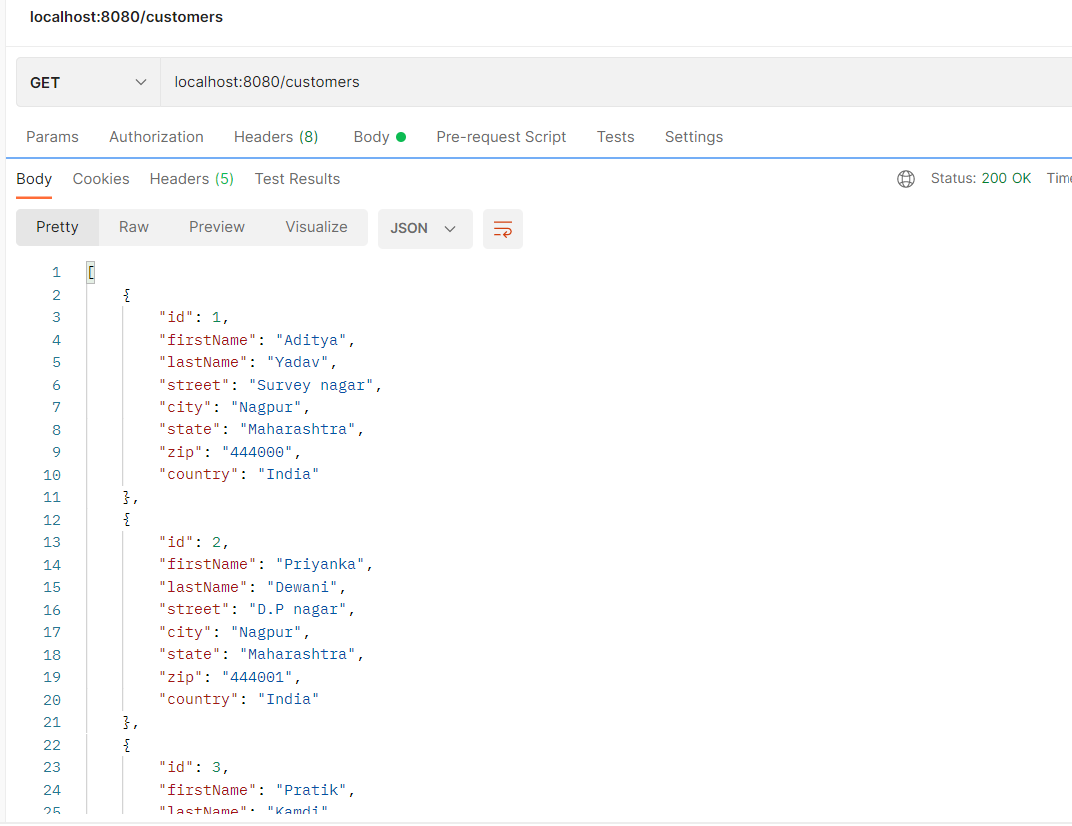 localhost:8080/customers
GET localhost:8080/customers
Params Authorization Headers (8) Body Pre-request Script Tests Settings
Body Cookies Headers (5) Test Results Status: 200 OK
Pretty Raw Preview Visualize JSON
1 [
2 {
3 "id": 1,
4 "firstName": "Aditya",
5 "lastName": "Yadav",
6 "street": "Survey nagar",
7 "city": "Nagpur",
8 "state": "Maharashtra",
9 "zip": "444000",
10 "country": "India"
11 },
12 {
13 "id": 2,
14 "firstName": "Priyanka",
15 "lastName": "Dewani",
16 "street": "D.P nagar",
17 "city": "Nagpur",
18 "state": "Maharashtra",
19 "zip": "444001",
20 "country": "India"
21 },
22 {
23 "id": 3,
24 "firstName": "Pratik",
25 "lastName": "Kamdi"